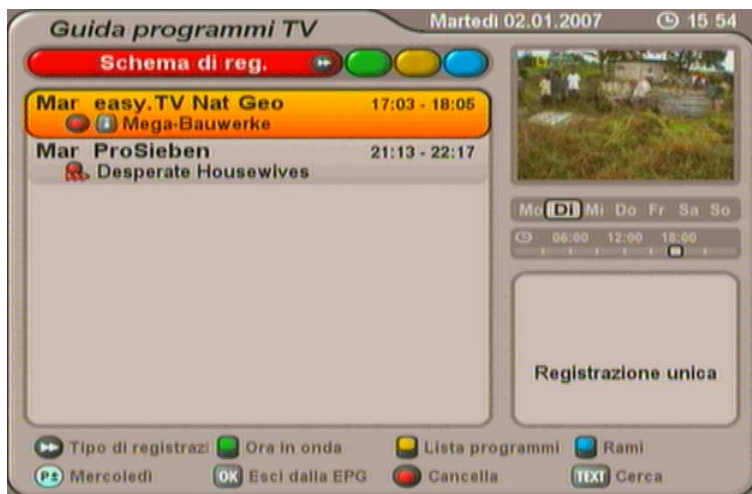 Guida programmi TV
Martedì 02.01.2007 15 54
Schema di reg.
Mar easy.TV Nat Geo 17:03 - 18:05
Mega-Bauwerke
Mar ProSieben 21:13 - 22:17
Desperate Housewives
Mo Di Mi Do Fr Sa So
06:00 12:00 18:00
Registrazione unica
Tipo di registrazi Ora in onda Lista programmi Rami
P± Mercoledì OK Esci dalla EPG Cancella TEXT Cerca